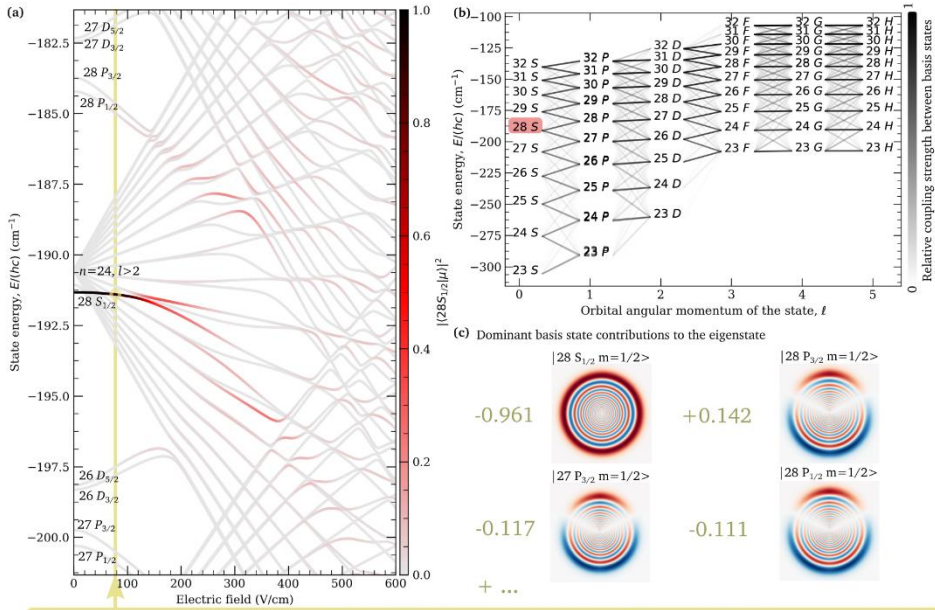 (a)
State energy, E/(hc) (cm⁻¹)
−182.5
−185.0
−187.5
−190.0
−192.5
−195.0
−197.5
−200.0
27 D₅/₂
27 D₃/₂
28 P₃/₂
28 P₁/₂
n=24, l>2
28 S₁/₂
26 D₅/₂
26 D₃/₂
27 P₃/₂
27 P₁/₂
0 100 200 300 400 500 600
Electric field (V/cm)
1.0
0.8
0.6
0.4
0.2
0.0
|⟨28S₁/₂|μ⟩|²
(b)
State energy, E/(hc) (cm⁻¹)
−100
−125
−150
−175
−200
−225
−250
−275
−300
32 S
31 S
30 S
29 S
28 S
27 S
26 S
25 S
24 S
23 S
32 P
31 P
30 P
29 P
28 P
27 P
26 P
25 P
24 P
23 P
32 D
31 D
30 D
29 D
28 D
27 D
26 D
25 D
24 D
23 D
32 F
31 F
30 F
29 F
28 F
27 F
26 F
25 F
24 F
23 F
32 G
31 G
30 G
29 G
28 G
27 G
26 G
25 G
24 G
23 G
32 H
31 H
30 H
29 H
28 H
27 H
26 H
25 H
24 H
23 H
0 1 2 3 4 5
Orbital angular momentum of the state, ℓ
1
0
Relative coupling strength between basis states
(c) Dominant basis state contributions to the eigenstate
|28 S₁/₂ m=1/2> |28 P₃/₂ m=1/2>
-0.961 +0.142
|27 P₃/₂ m=1/2> |28 P₁/₂ m=1/2>
-0.117 -0.111
+ ...